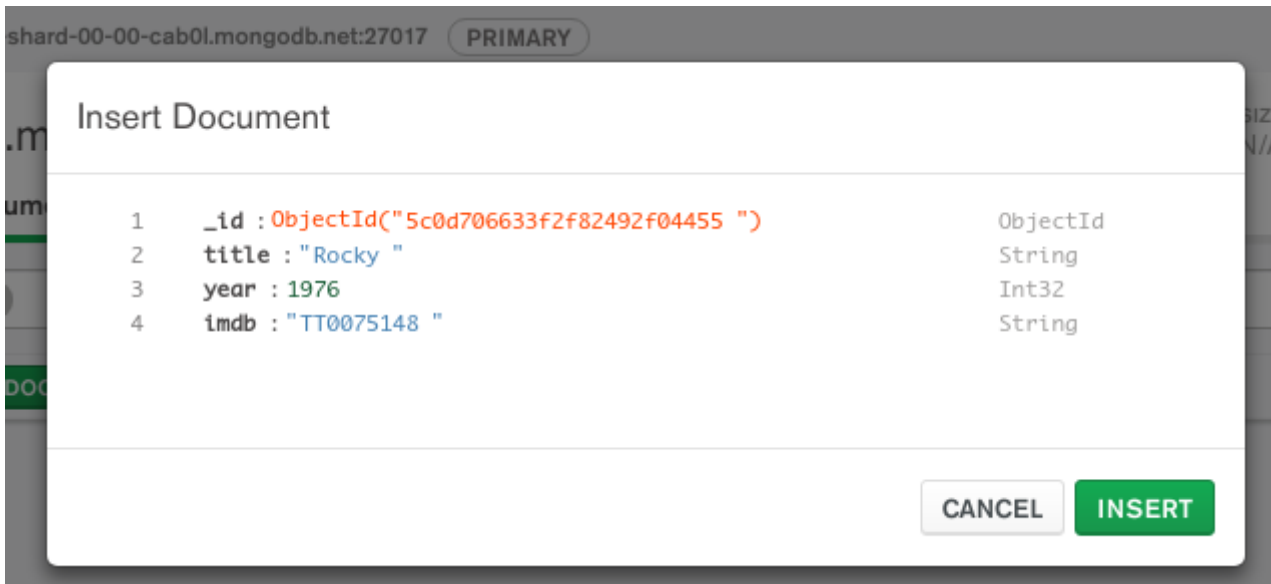 shard-00-00-cab0l.mongodb.net:27017 PRIMARY
Insert Document
1 _id : ObjectId("5c0d706633f2f82492f04455 ") ObjectId
2 title : "Rocky " String
3 year : 1976 Int32
4 imdb : "TT0075148 " String
CANCEL INSERT